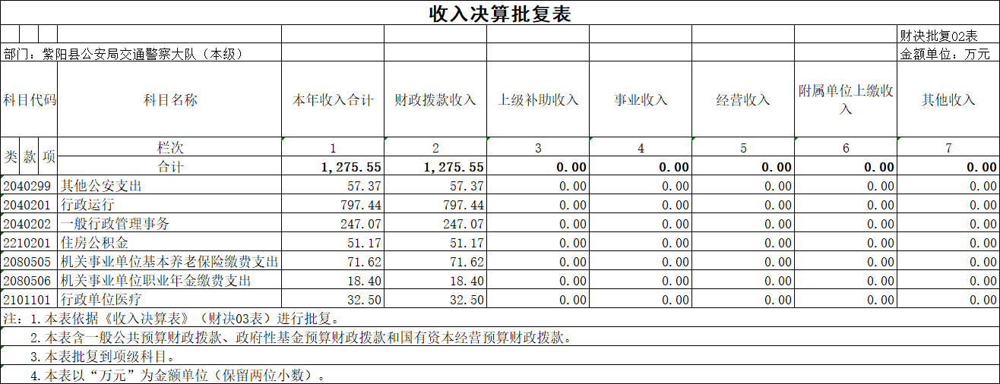 收入决算批复表
财决批复02表
部门：紫阳县公安局交通警察大队（本级） 金额单位：万元
科目代码 科目名称 本年收入合计 财政拨款收入 上级补助收入 事业收入 经营收入 附属单位上缴收入 其他收入
类 款 项 栏次 1 2 3 4 5 6 7
合计 1,275.55 1,275.55 0.00 0.00 0.00 0.00 0.00
2040299 其他公安支出 57.37 57.37 0.00 0.00 0.00 0.00 0.00
2040201 行政运行 797.44 797.44 0.00 0.00 0.00 0.00 0.00
2040202 一般行政管理事务 247.07 247.07 0.00 0.00 0.00 0.00 0.00
2210201 住房公积金 51.17 51.17 0.00 0.00 0.00 0.00 0.00
2080505 机关事业单位基本养老保险缴费支出 71.62 71.62 0.00 0.00 0.00 0.00 0.00
2080506 机关事业单位职业年金缴费支出 18.40 18.40 0.00 0.00 0.00 0.00 0.00
2101101 行政单位医疗 32.50 32.50 0.00 0.00 0.00 0.00 0.00
注：1.本表依据《收入决算表》（财决03表）进行批复。
2.本表含一般公共预算财政拨款、政府性基金预算财政拨款和国有资本经营预算财政拨款。
3.本表批复到项级科目。
4.本表以“万元”为金额单位（保留两位小数）。